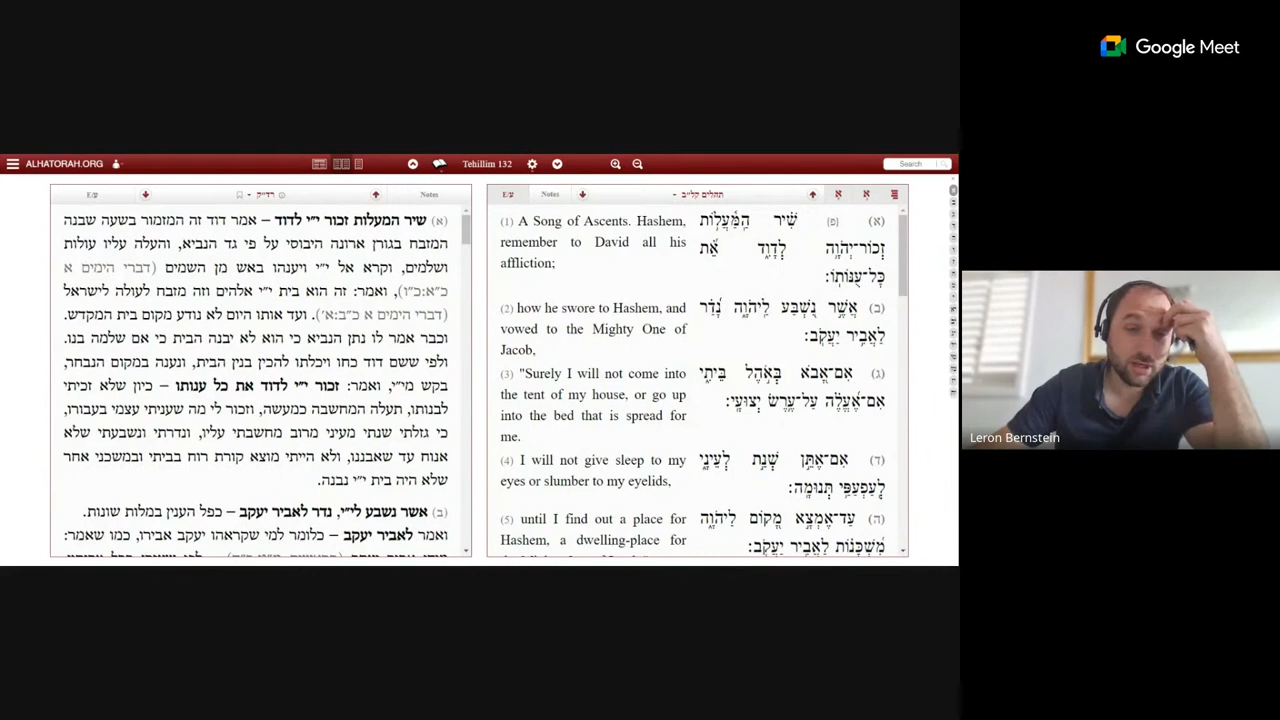 Google Meet
ALHATORAH.ORG
Tehillim 132
Search
ע/E
רד״ק
Notes
(א) שיר המעלות זכור י״י לדוד – אמר דוד זה המזמור בשעה שבנה
המזבח בגורן ארונה היבוסי על פי גד הנביא, והעלה עליו עולות
ושלמים, וקרא אל י״י ויענהו באש מן השמים (דברי הימים א
כ״א:כ״ו), ואמר: זה הוא בית י״י אלהים וזה מזבח לעולה לישראל
(דברי הימים א כ״ב:א׳). ועד אותו היום לא נודע מקום בית המקדש.
וכבר אמר לו נתן הנביא כי הוא לא יבנה הבית כי אם שלמה בנו.
ולפי ששם דוד כחו ויכלתו להכין בנין הבית, ונענה במקום הנבחר,
בקש מי״י, ואמר: זכור י״י לדוד את כל ענותו – כיון שלא זכיתי
לבנותו, תעלה המחשבה כמעשה, וזכור לי מה שעניתי עצמי בעבורו,
כי גזלתי שנתי מעיני מרוב מחשבתי עליו, ונדרתי ונשבעתי שלא
אנוח עד שאבננו, ולא הייתי מוצא קורת רוח בביתי ובמשכני אחר
שלא היה בית י״י נבנה.
(ב) אשר נשבע לי״י, נדר לאביר יעקב – כפל הענין במלות שונות.
ואמר לאביר יעקב – כלומר למי שקראהו יעקב אבירו, כמו שאמר:
ע/E
Notes
תהלים קל״ב
(1) A Song of Ascents. Hashem,
remember to David all his
affliction;
(2) how he swore to Hashem, and
vowed to the Mighty One of
Jacob,
(3) "Surely I will not come into
the tent of my house, or go up
into the bed that is spread for
me.
(4) I will not give sleep to my
eyes or slumber to my eyelids,
(5) until I find out a place for
Hashem, a dwelling-place for
(א) {פ} שִׁיר הַֽמַּ֫עֲל֥וֹת
זְכוֹר־יְהֹוָ֥ה לְדָוִ֑ד אֵ֝֗ת
כׇּל־עֻנּוֹתֽוֹ:
(ב) אֲשֶׁ֣ר נִ֭שְׁבַּע לַיהֹוָ֑ה נָ֝דַ֗ר
לַאֲבִ֥יר יַעֲקֹֽב:
(ג) אִם־אָ֭בֹא בְּאֹ֣הֶל בֵּיתִ֑י
אִם־אֶ֝עֱלֶ֗ה עַל־עֶ֥רֶשׂ יְצוּעָֽי:
(ד) אִם־אֶתֵּ֣ן שְׁנַ֣ת לְעֵינָ֑י
לְֽעַפְעַפַּ֥י תְּנוּמָֽה:
(ה) עַד־אֶמְצָ֣א מָ֭קוֹם לַיהֹוָ֑ה
מִ֝שְׁכָּנ֗וֹת לַאֲבִ֥יר יַעֲקֹֽב:
Leron Bernstein